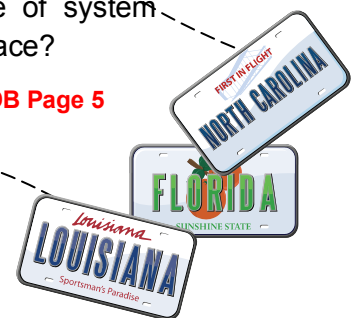 e of system
ace?
OB Page 5
FIRST IN FLIGHT
NORTH CAROLINA
FLORIDA
SUNSHINE STATE
Louisiana
LOUISIANA
Sportsman's Paradise